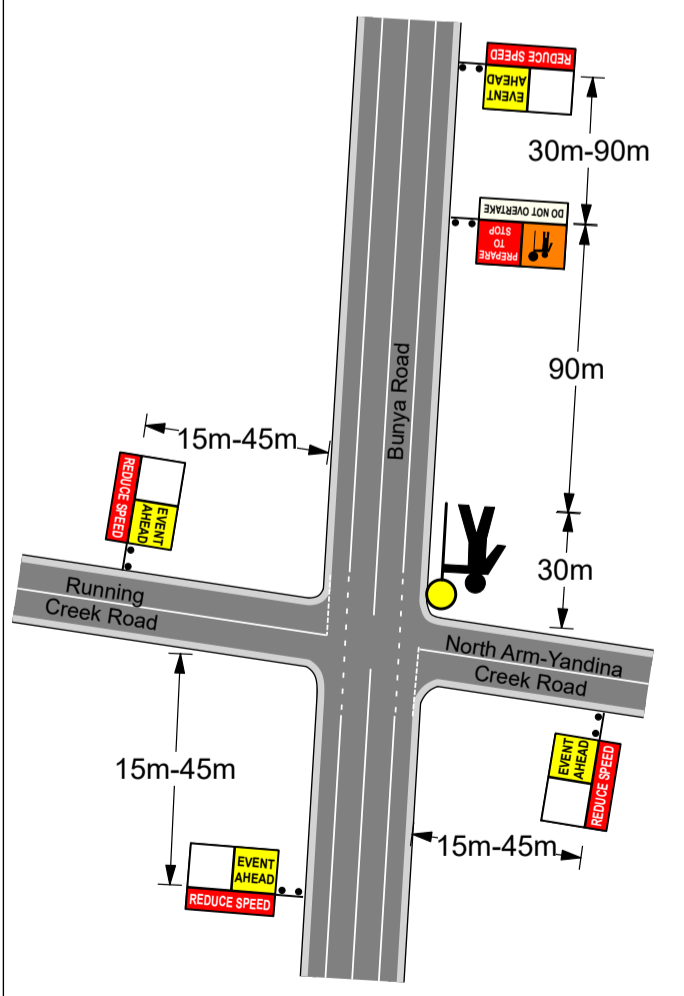 REDUCE SPEED
EVENT
AHEAD
30m-90m
DO NOT OVERTAKE
PREPARE
TO
STOP
90m
Bunya Road
15m-45m
REDUCE SPEED
EVENT
AHEAD
30m
Running
Creek Road
North Arm-Yandina
Creek Road
15m-45m
EVENT
AHEAD
REDUCE SPEED
15m-45m
EVENT
AHEAD
REDUCE SPEED